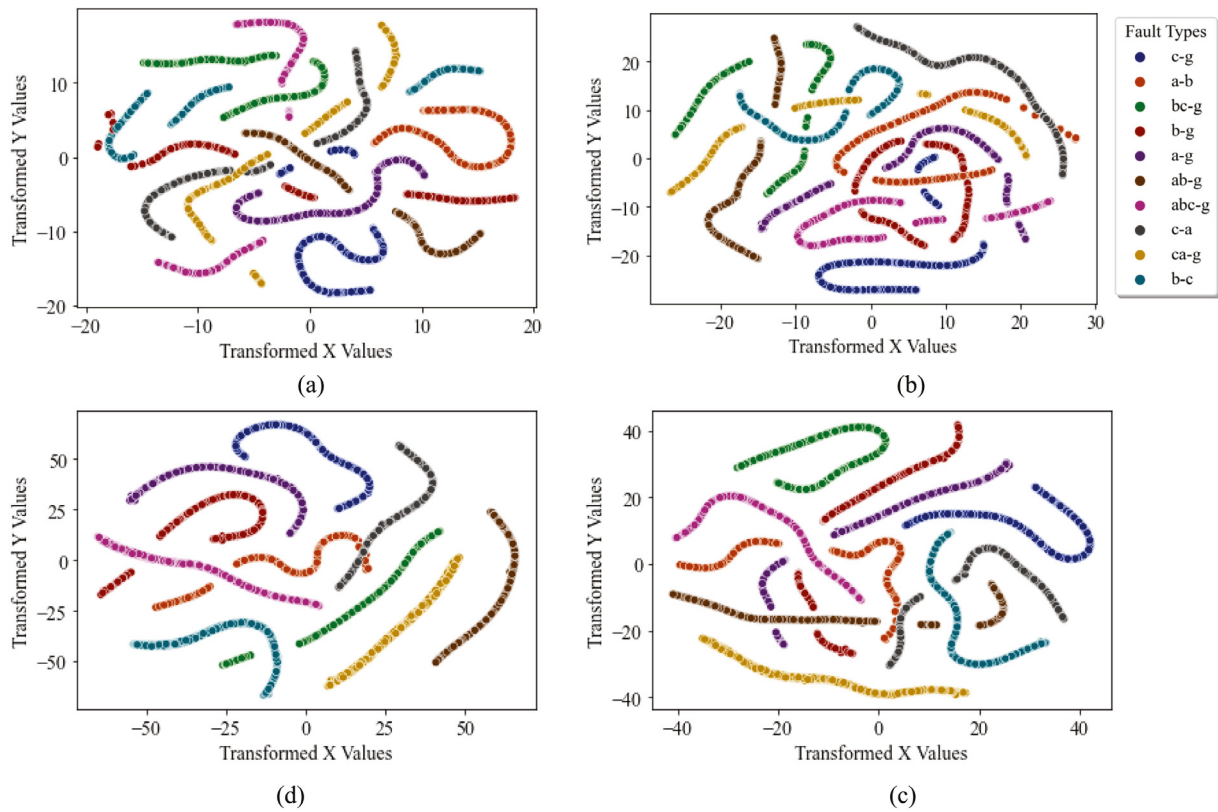 Transformed Y Values
10
0
−10
−20
−20
−10
0
10
20
Transformed X Values
(a)
Transformed Y Values
20
10
0
−10
−20
−20
−10
0
10
20
30
Transformed X Values
(b)
Fault Types
c-g
a-b
bc-g
b-g
a-g
ab-g
abc-g
c-a
ca-g
b-c
Transformed Y Values
50
25
0
−25
−50
−50
−25
0
25
50
Transformed X Values
(d)
Transformed Y Values
40
20
0
−20
−40
−40
−20
0
20
40
Transformed X Values
(c)